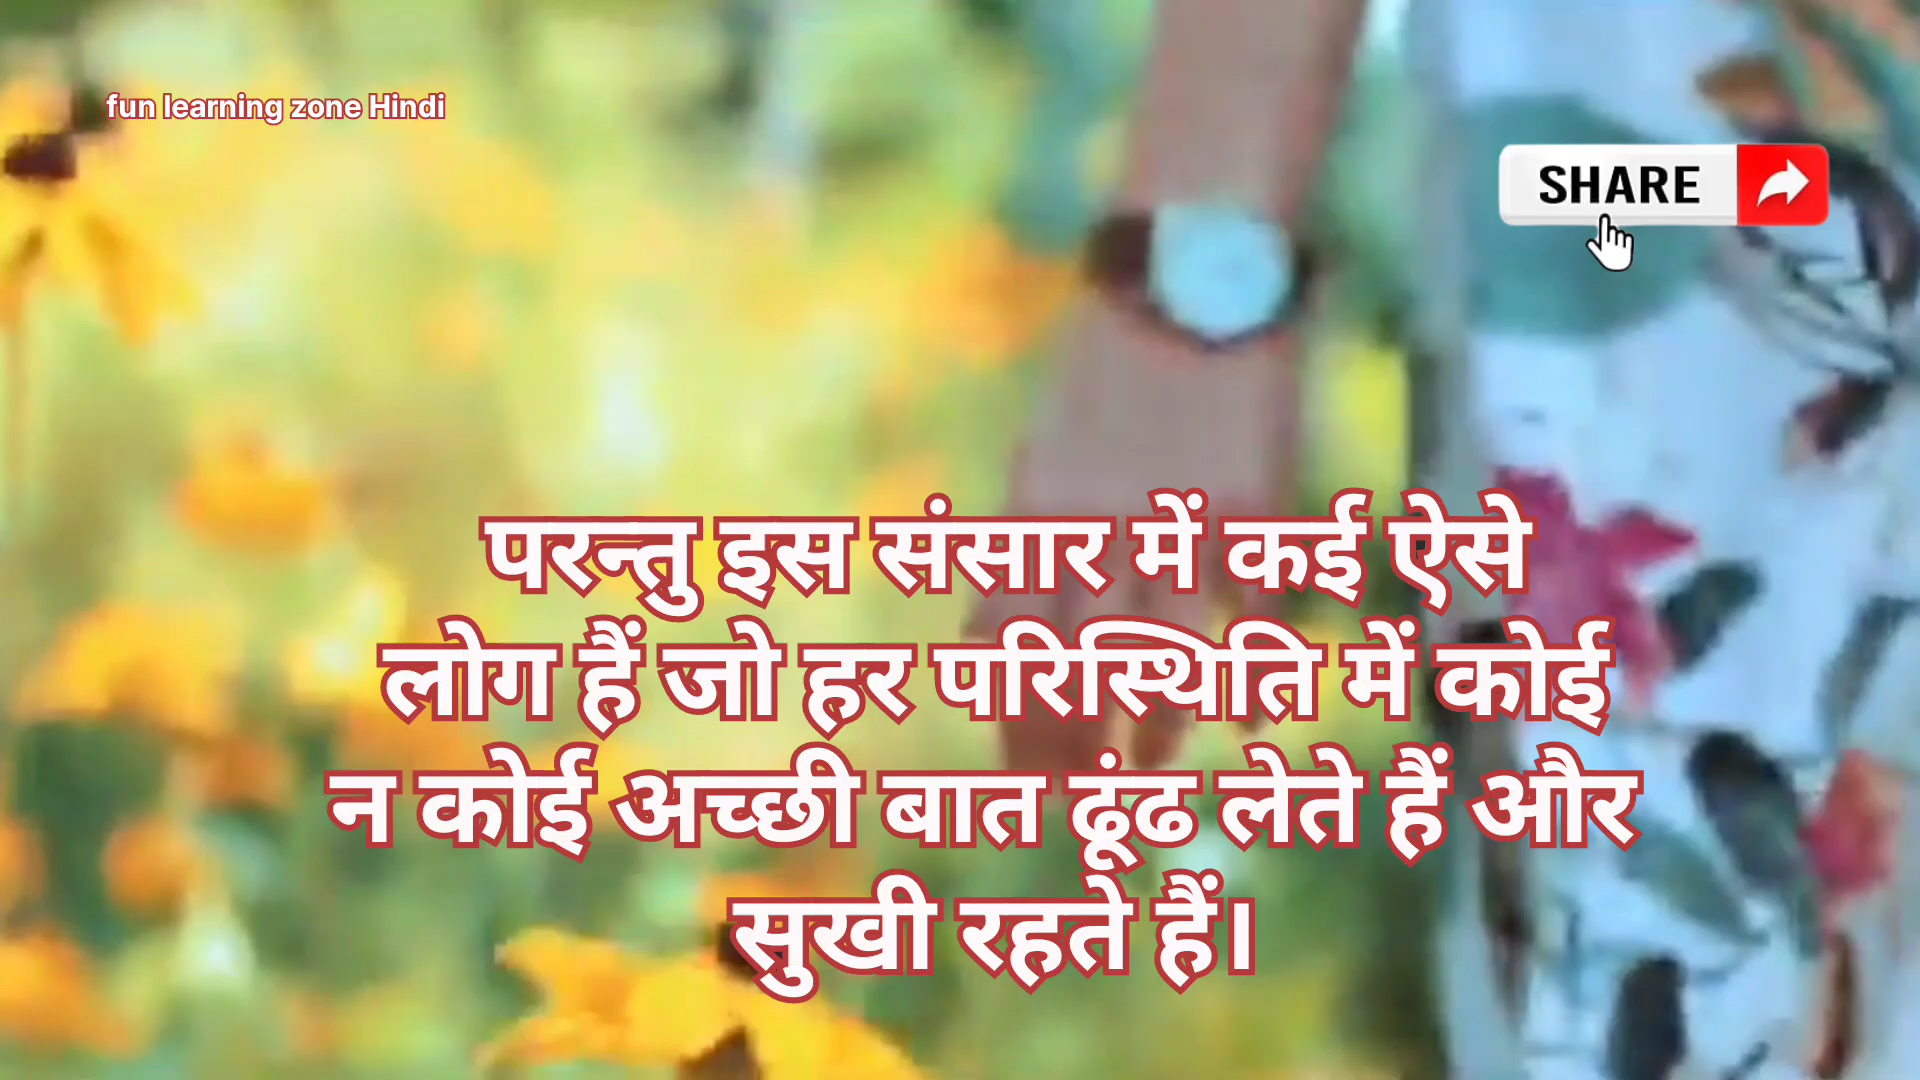 fun learning zone Hindi
SHARE
परन्तु इस संसार में कई ऐसे
लोग हैं जो हर परिस्थिति में कोई
न कोई अच्छी बात ढूंढ लेते हैं और
सुखी रहते हैं।